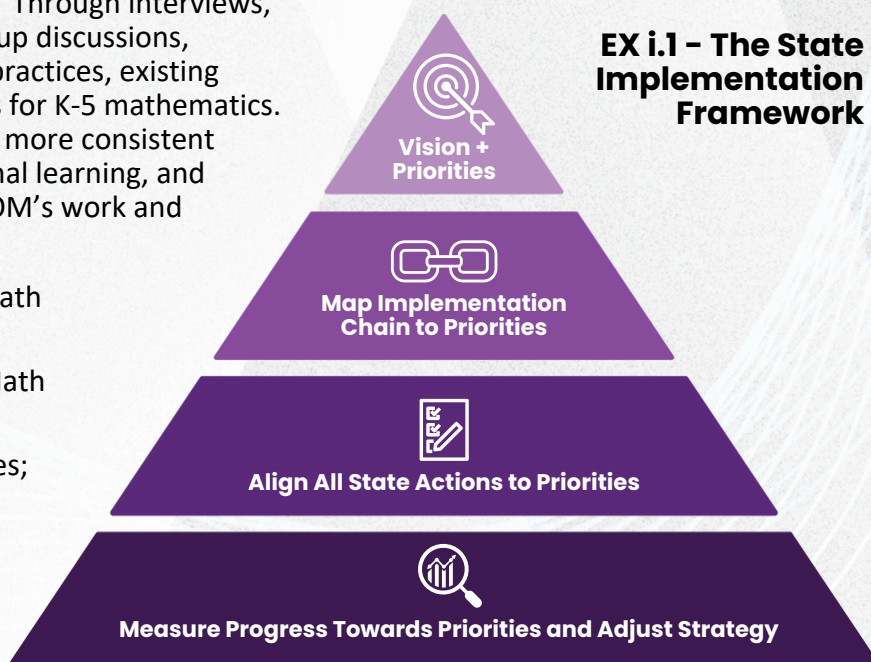 Through interviews,
up discussions,
practices, existing
s for K-5 mathematics.
more consistent
nal learning, and
OM’s work and
ath
Math
es;
EX i.1 – The State
Implementation
Framework
Vision +
Priorities
Map Implementation
Chain to Priorities
Align All State Actions to Priorities
Measure Progress Towards Priorities and Adjust Strategy